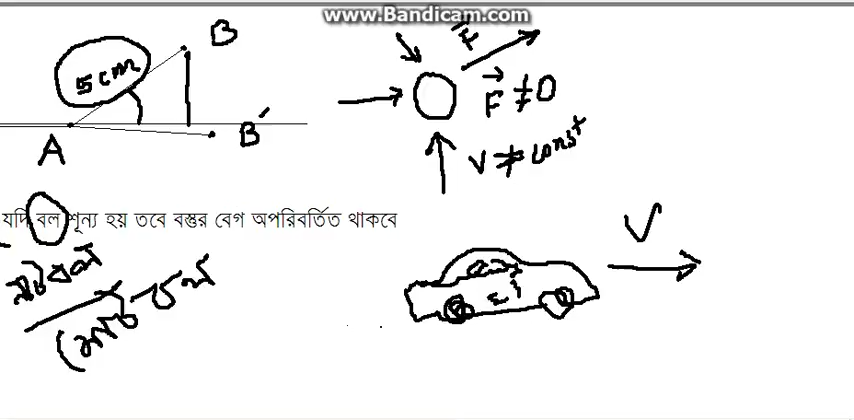 www.Bandicam.com
B
5cm
A
B'
F
F ≠ 0
V ≠ const
যদি বল শূন্য হয় তবে বস্তুর বেগ অপরিবর্তিত থাকবে
V